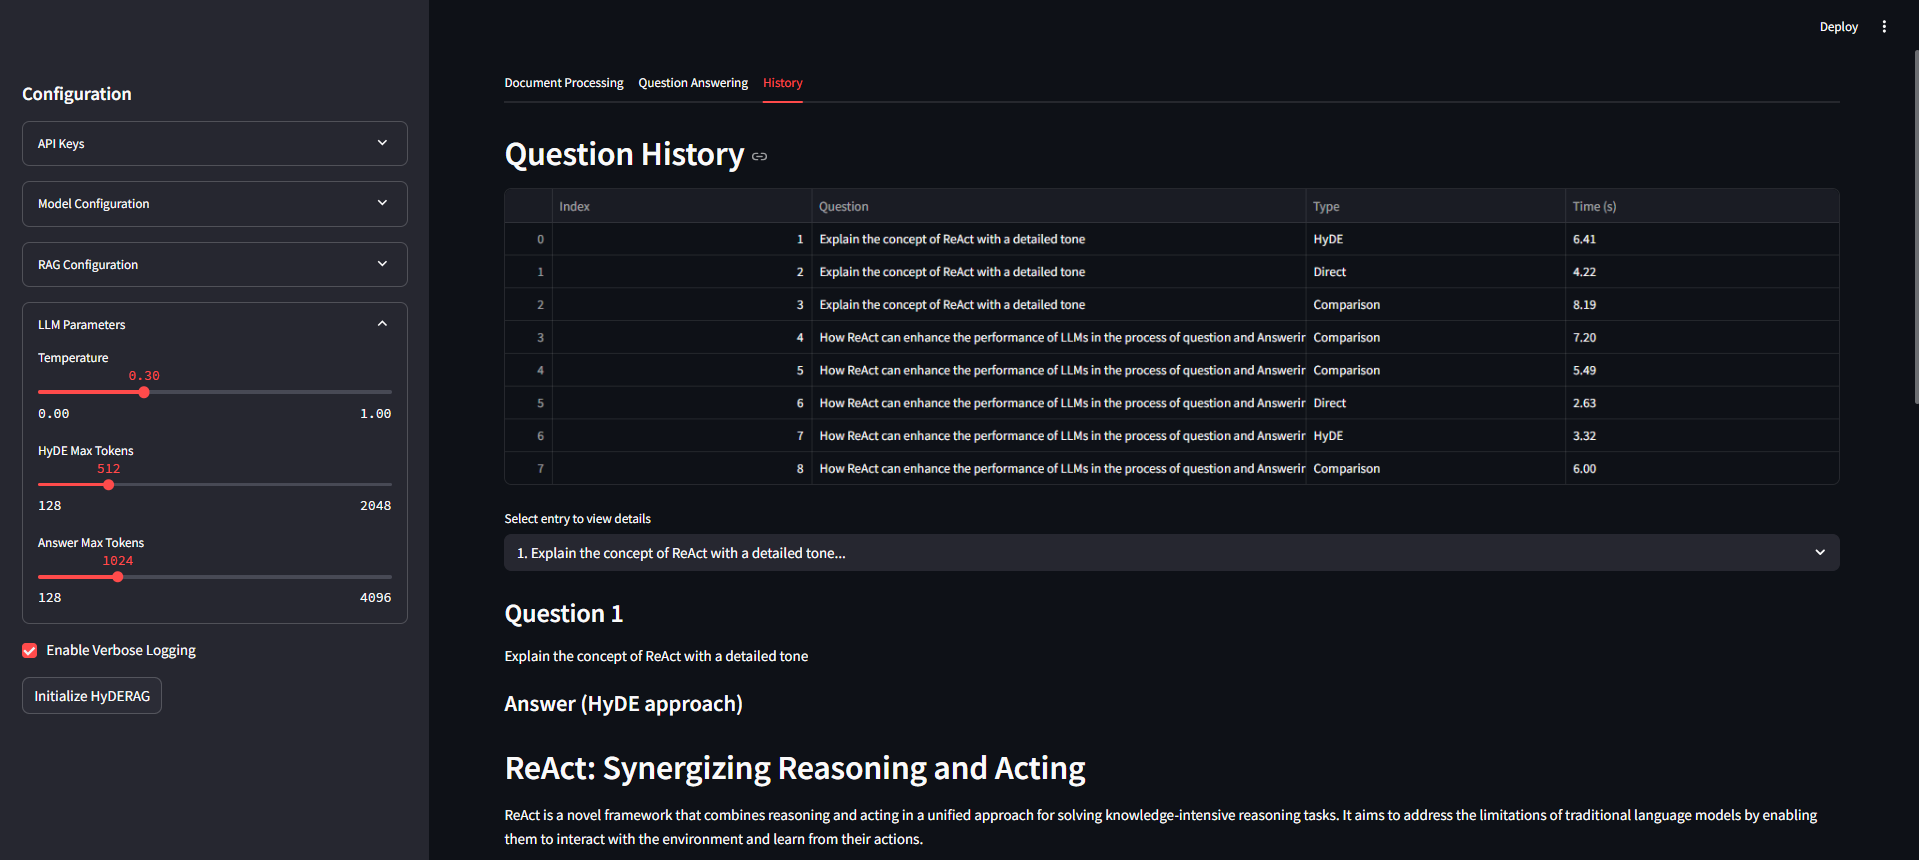 Deploy
Configuration
API Keys
Model Configuration
RAG Configuration
LLM Parameters
Temperature
0.30
0.00 1.00
HyDE Max Tokens
512
128 2048
Answer Max Tokens
1024
128 4096
Enable Verbose Logging
Initialize HyDERAG
Document Processing Question Answering History
Question History
Index Question Type Time (s)
0 1 Explain the concept of ReAct with a detailed tone HyDE 6.41
1 2 Explain the concept of ReAct with a detailed tone Direct 4.22
2 3 Explain the concept of ReAct with a detailed tone Comparison 8.19
3 4 How ReAct can enhance the performance of LLMs in the process of question and Answerin Comparison 7.20
4 5 How ReAct can enhance the performance of LLMs in the process of question and Answerin Comparison 5.49
5 6 How ReAct can enhance the performance of LLMs in the process of question and Answerin Direct 2.63
6 7 How ReAct can enhance the performance of LLMs in the process of question and Answerin HyDE 3.32
7 8 How ReAct can enhance the performance of LLMs in the process of question and Answerin Comparison 6.00
Select entry to view details
1. Explain the concept of ReAct with a detailed tone...
Question 1
Explain the concept of ReAct with a detailed tone
Answer (HyDE approach)
ReAct: Synergizing Reasoning and Acting
ReAct is a novel framework that combines reasoning and acting in a unified approach for solving knowledge-intensive reasoning tasks. It aims to address the limitations of traditional language models by enabling
them to interact with the environment and learn from their actions.